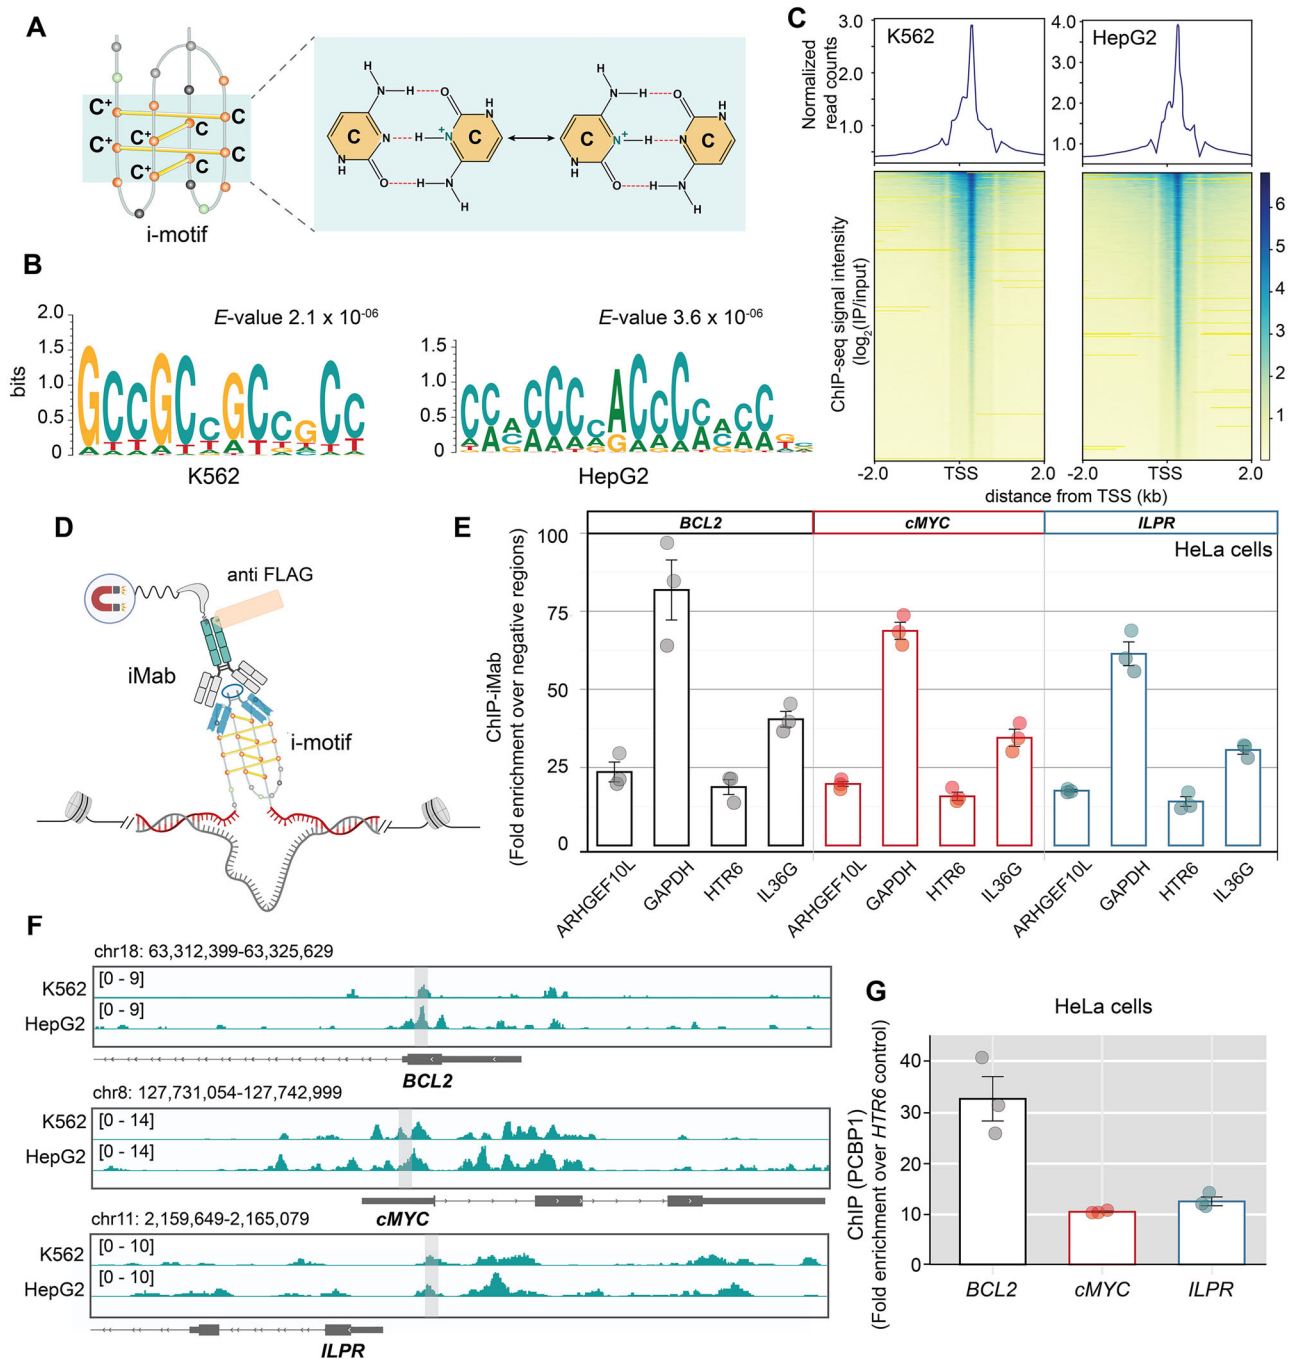 A
C+
C
C+
C
C+
C
C+
C
i-motif
H
N
H
O
H
N
C
N
H
N
+
C
N
H
O
H
N
H
H
H
N
H
O
H
N
C
N
+
H
N
C
N
H
O
H
N
H
H
B
E-value 2.1 x 10-06
2.0
1.5
1.0
0.5
0
bits
K562
E-value 3.6 x 10-06
1.5
1.0
0.5
0
HepG2
C
Normalized
read counts
3.0
2.0
1.0
K562
4.0
3.0
2.0
1.0
HepG2
ChIP-seq signal intensity
(log2(IP/input)
6
5
4
3
2
1
-2.0 TSS 2.0 -2.0 TSS 2.0
distance from TSS (kb)
D
anti FLAG
iMab
i-motif
E
BCL2 cMYC ILPR
HeLa cells
ChIP-iMab
(Fold enrichment over negative regions)
100
75
50
25
0
ARHGEF10L GAPDH HTR6 IL36G ARHGEF10L GAPDH HTR6 IL36G ARHGEF10L GAPDH HTR6 IL36G
F
chr18: 63,312,399-63,325,629
K562 [0 - 9]
HepG2 [0 - 9]
BCL2
chr8: 127,731,054-127,742,999
K562 [0 - 14]
HepG2 [0 - 14]
cMYC
chr11: 2,159,649-2,165,079
K562 [0 - 10]
HepG2 [0 - 10]
ILPR
G
HeLa cells
ChIP (PCBP1)
(Fold enrichment over HTR6 control)
40
30
20
10
0
BCL2 cMYC ILPR